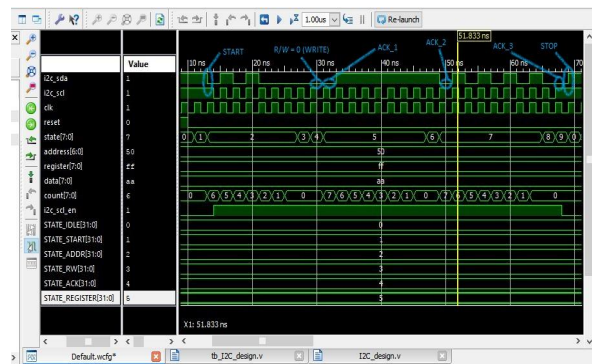 1.00us
Re-launch
51.833 ns
Value
START
R/W = 0 (WRITE)
ACK_1
ACK_2
ACK_3
STOP
10 ns
20 ns
30 ns
40 ns
50 ns
60 ns
70
i2c_sda 1
i2c_scl 1
clk 1
reset 0
state[7:0] 7 0 1 2 3 4 5 6 7 8 9 0
address[6:0] 50 50
register[7:0] ff ff
data[7:0] aa aa
count[7:0] 6 0 6 5 4 3 2 1 0 7 6 5 4 3 2 1 0 7 6 5 4 3 2 1 0
i2c_scl_en 1
STATE_IDLE[31:0] 0 0
STATE_START[31:0] 1 1
STATE_ADDR[31:0] 2 2
STATE_RW[31:0] 3 3
STATE_ACK[31:0] 4 4
STATE_REGISTER[31:0] 5
X1: 51.833 ns
Default.wcfg*
tb_I2C_design.v
I2C_design.v